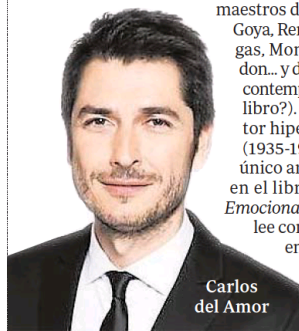 maestros d
Goya, Ren
gas, Mon
don... y d
contemp
libro?).
tor hipe
(1935-19
único ar
en el libr
Emociona
lee con
en
Carlos
del Amor